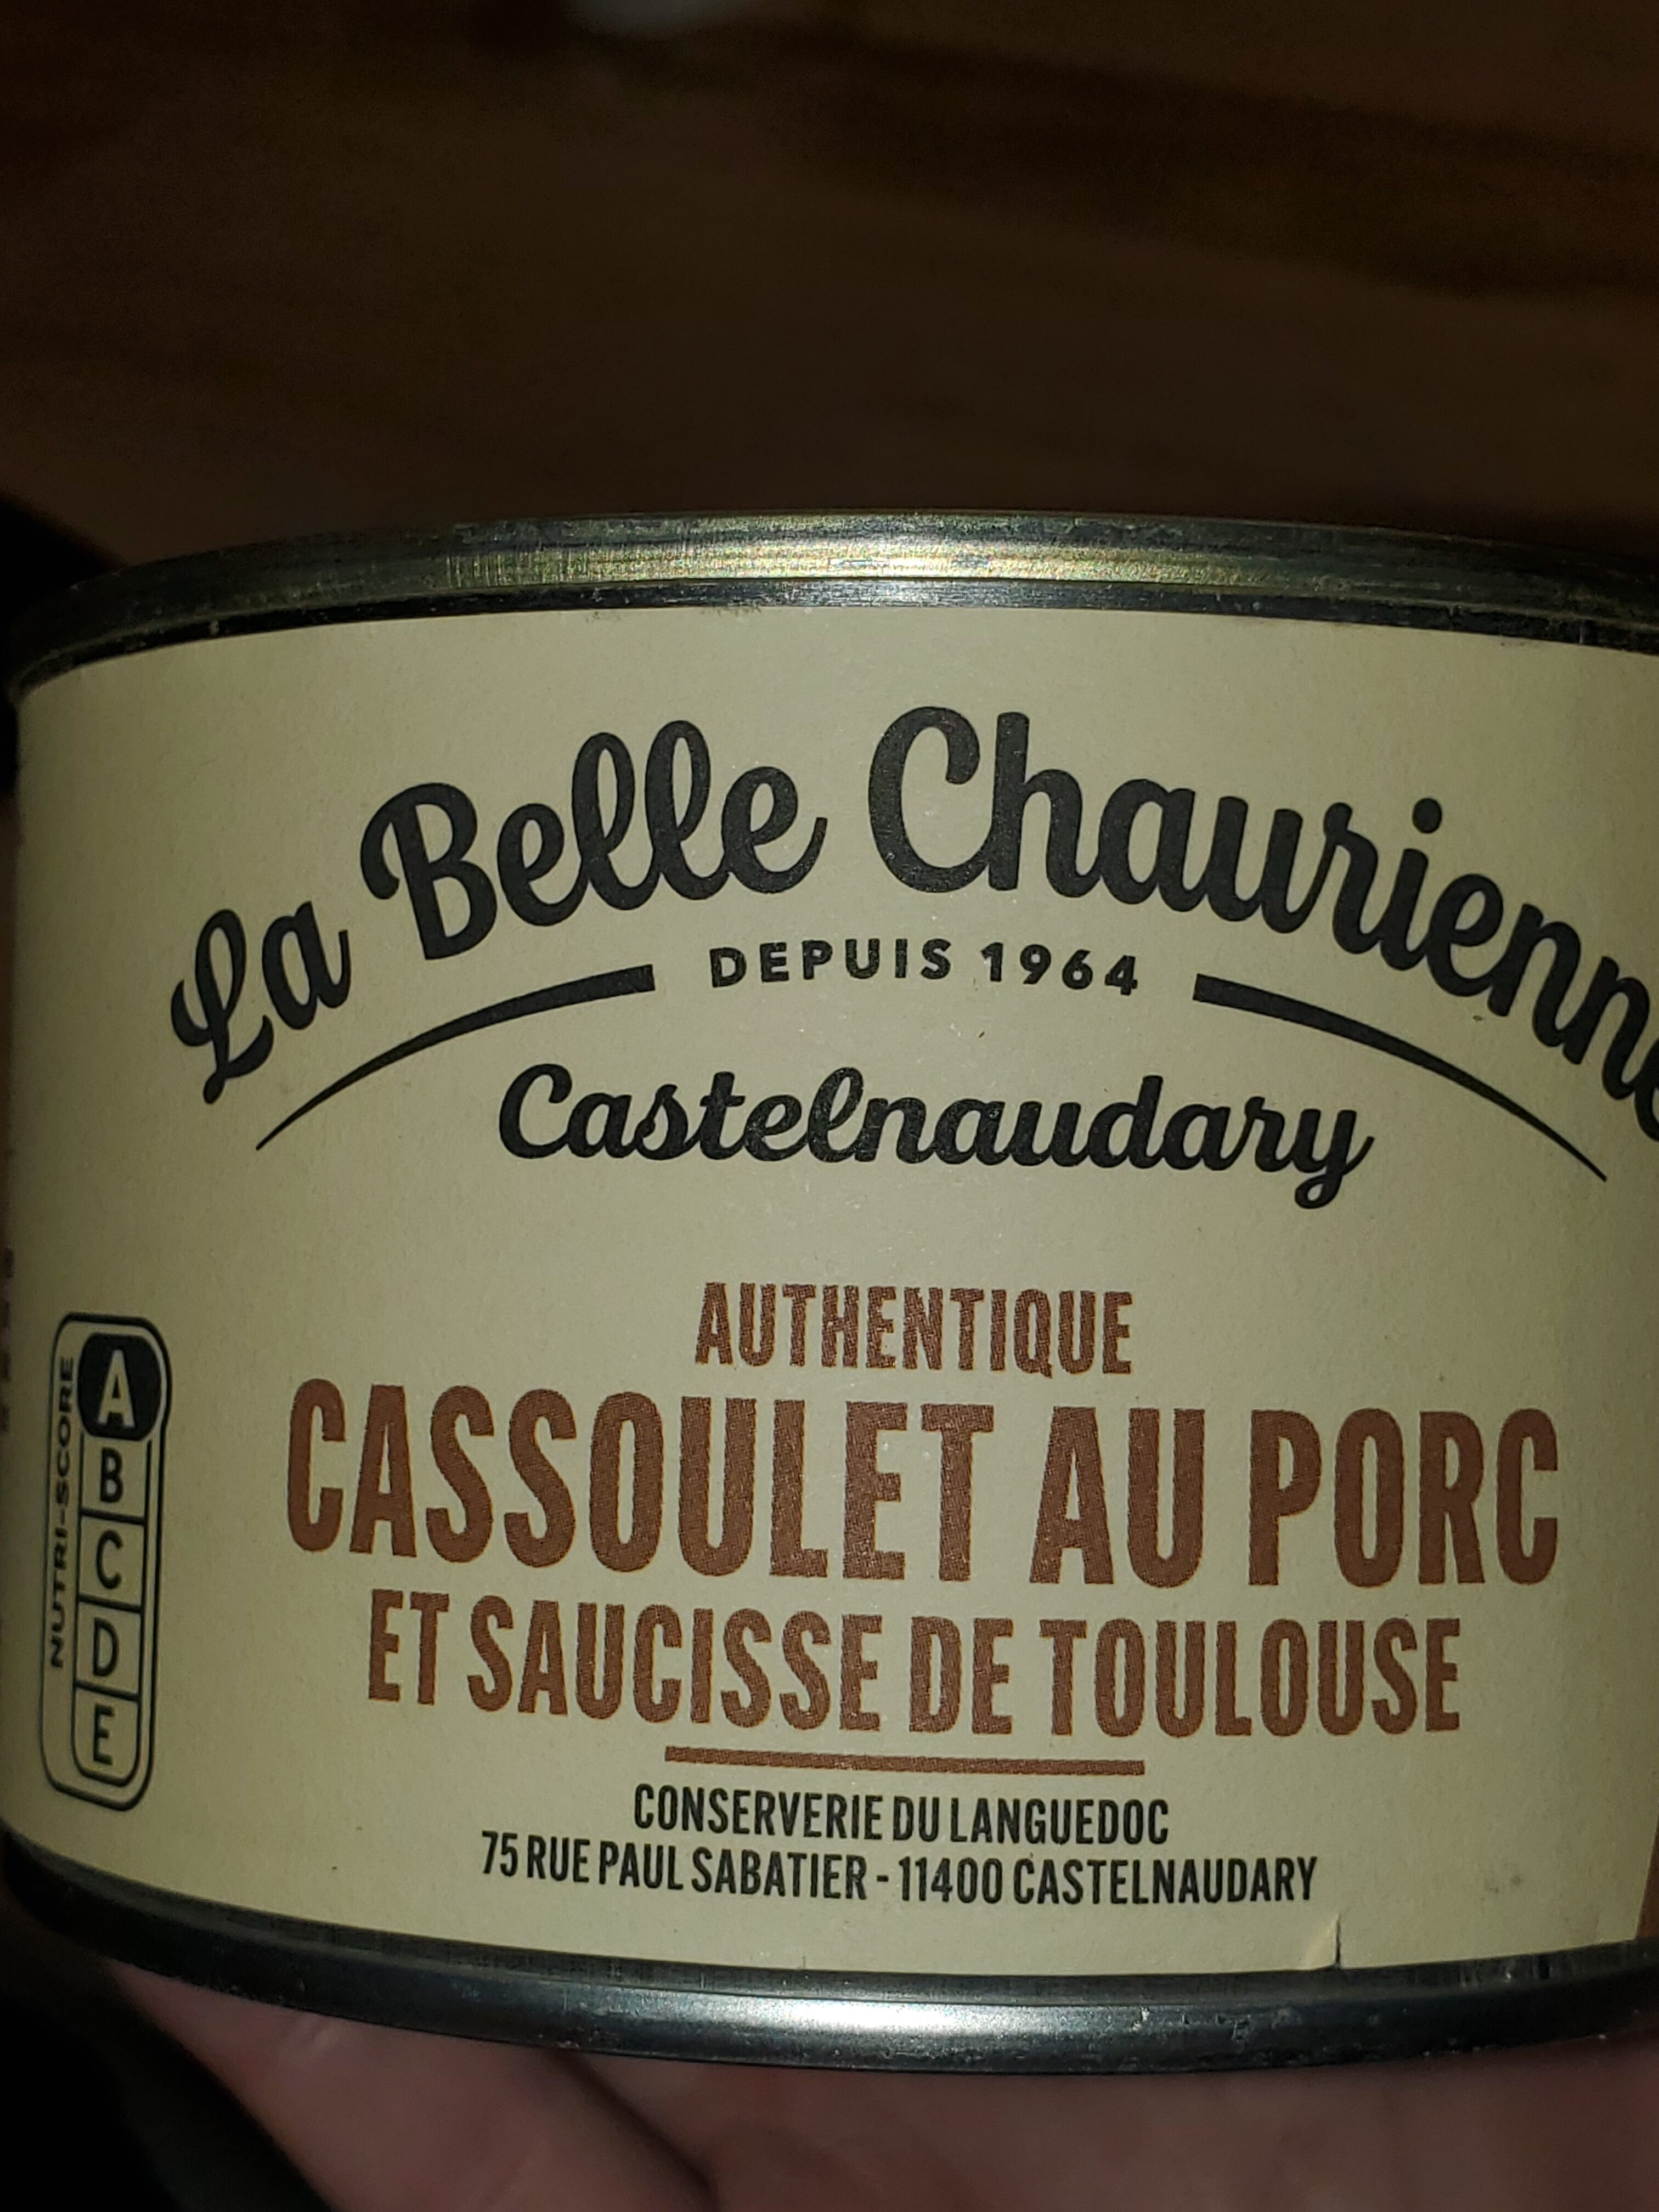 La Belle Chaurienne
DEPUIS 1964
Castelnaudary
AUTHENTIQUE
CASSOULET AU PORC
ET SAUCISSE DE TOULOUSE
CONSERVERIE DU LANGUEDOC
75 RUE PAUL SABATIER - 11400 CASTELNAUDARY
NUTRI-SCORE
A
B
C
D
E